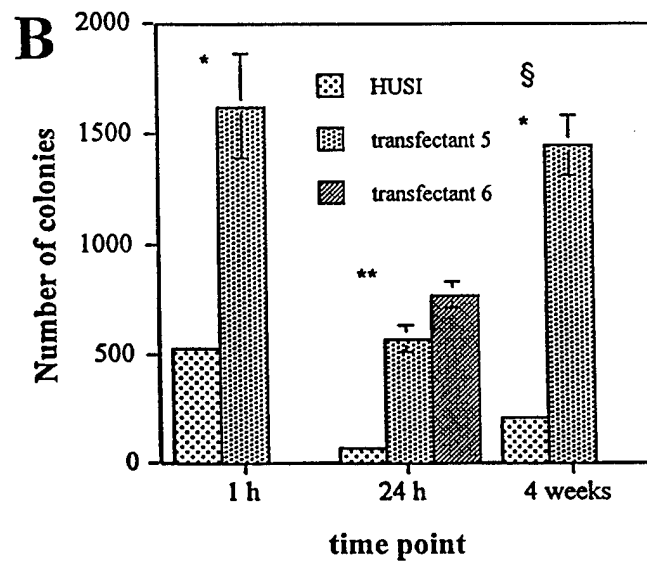 B
2000
1500
1000
500
0
Number of colonies
*
**
§
*
HUSI
transfectant 5
transfectant 6
1 h
24 h
4 weeks
time point